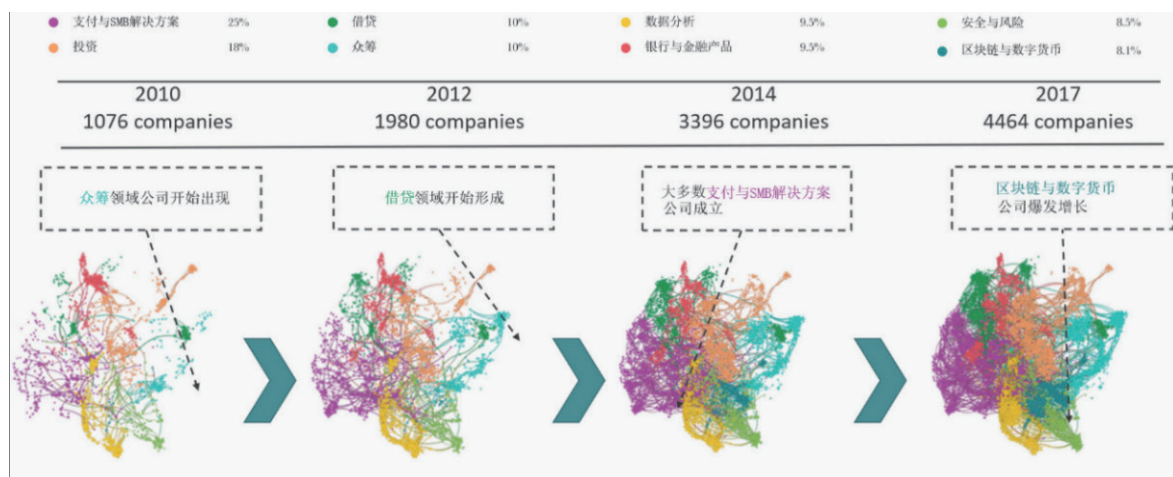 支付与SMB解决方案 25% 借贷 10% 数据分析 9.5% 安全与风险 8.5%
投资 18% 众筹 10% 银行与金融产品 9.5% 区块链与数字货币 8.1%
2010 2012 2014 2017
1076 companies 1980 companies 3396 companies 4464 companies
众筹领域公司开始出现
借贷领域开始形成
大多数支付与SMB解决方案
公司成立
区块链与数字货币
公司爆发增长